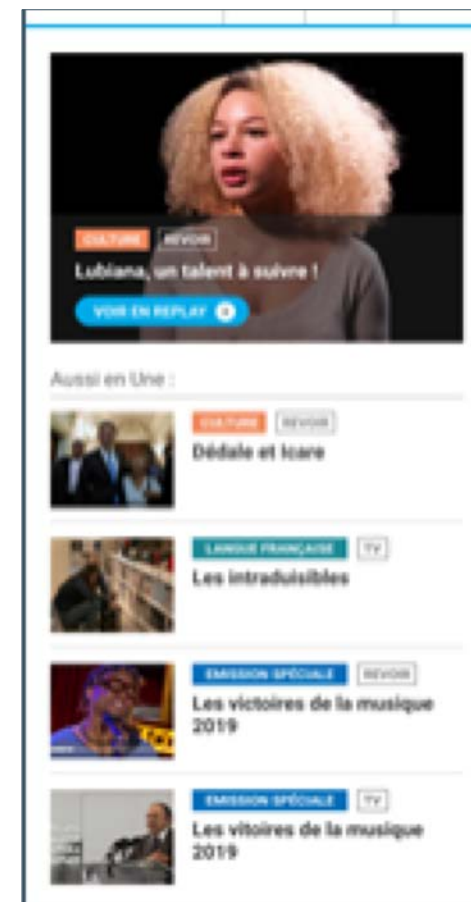 CULTURE REVOIR
Lubiana, un talent à suivre !
VOIR EN REPLAY
Aussi en Une :
CULTURE REVOIR
Dédale et Icare
LANGUE FRANÇAISE TV
Les intraduisibles
EMISSION SPÉCIALE REVOIR
Les victoires de la musique
2019
EMISSION SPÉCIALE TV
Les vitoires de la musique
2019